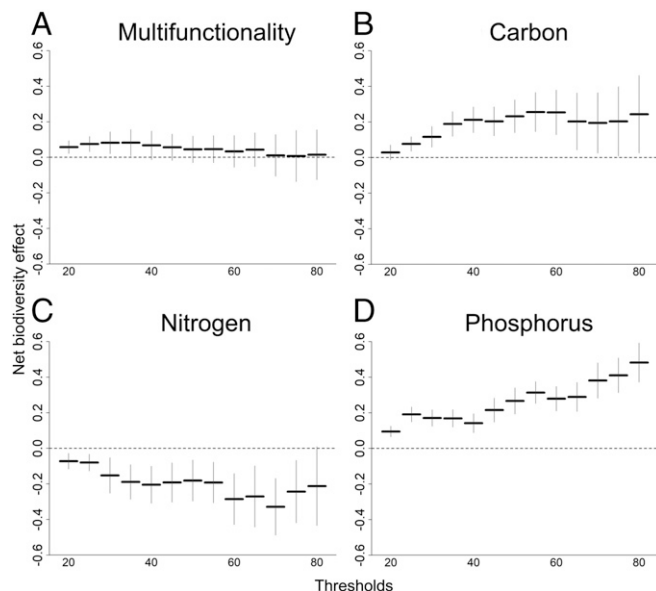 A Multifunctionality
0.6
0.4
0.2
0.0
-0.2
-0.4
-0.6
20 40 60 80
B Carbon
0.6
0.4
0.2
0.0
-0.2
-0.4
-0.6
20 40 60 80
Net biodiversity effect
C Nitrogen
0.6
0.4
0.2
0.0
-0.2
-0.4
-0.6
20 40 60 80
D Phosphorus
0.6
0.4
0.2
0.0
-0.2
-0.4
-0.6
20 40 60 80
Thresholds